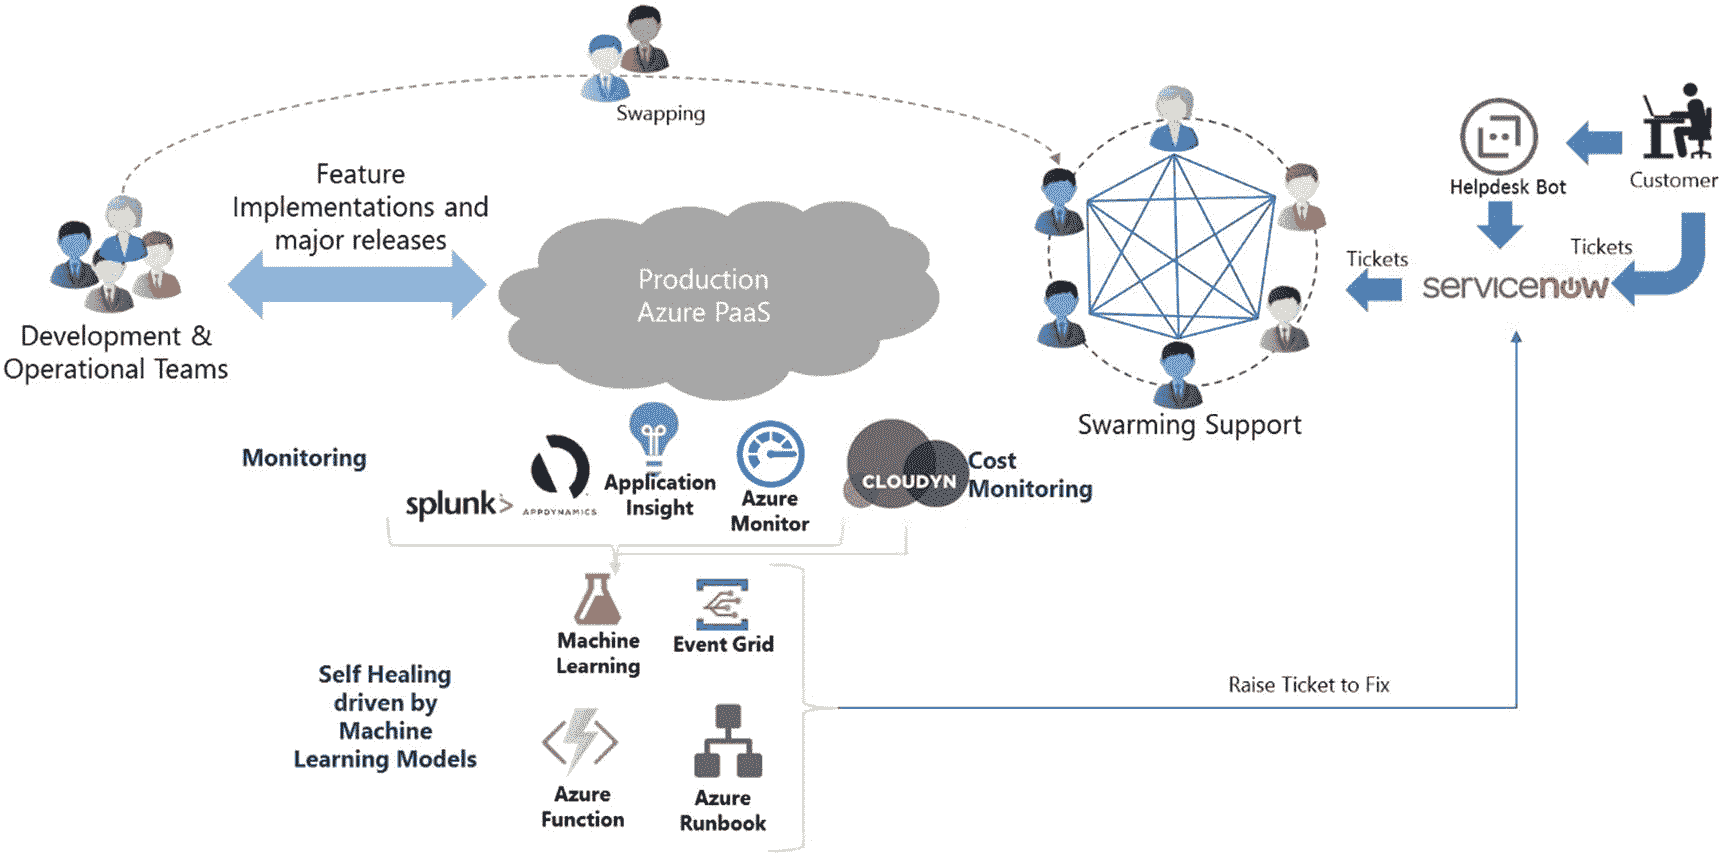 Swapping
Feature
Implementations and
major releases
Helpdesk Bot
Customer
Production
Azure PaaS
Tickets
Tickets
servicenow
Development &
Operational Teams
Swarming Support
Monitoring
splunk>
APPDYNAMICS
Application
Insight
Azure
Monitor
CLOUDYN
Cost
Monitoring
Machine
Learning
Event Grid
Self Healing
driven by
Machine
Learning Models
Raise Ticket to Fix
Azure
Function
Azure
Runbook